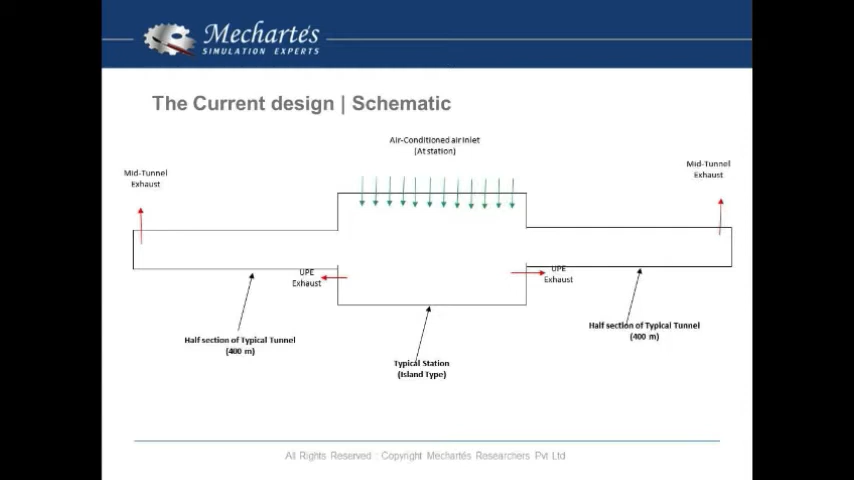 Mechartés
SIMULATION EXPERTS
The Current design | Schematic
Air-Conditioned air Inlet
(At station)
Mid-Tunnel
Exhaust
Mid-Tunnel
Exhaust
UPE
Exhaust
UPE
Exhaust
Half section of Typical Tunnel
(400 m)
Half section of Typical Tunnel
(400 m)
Typical Station
(Island Type)
All Rights Reserved : Copyright Mechartés Researchers Pvt Ltd